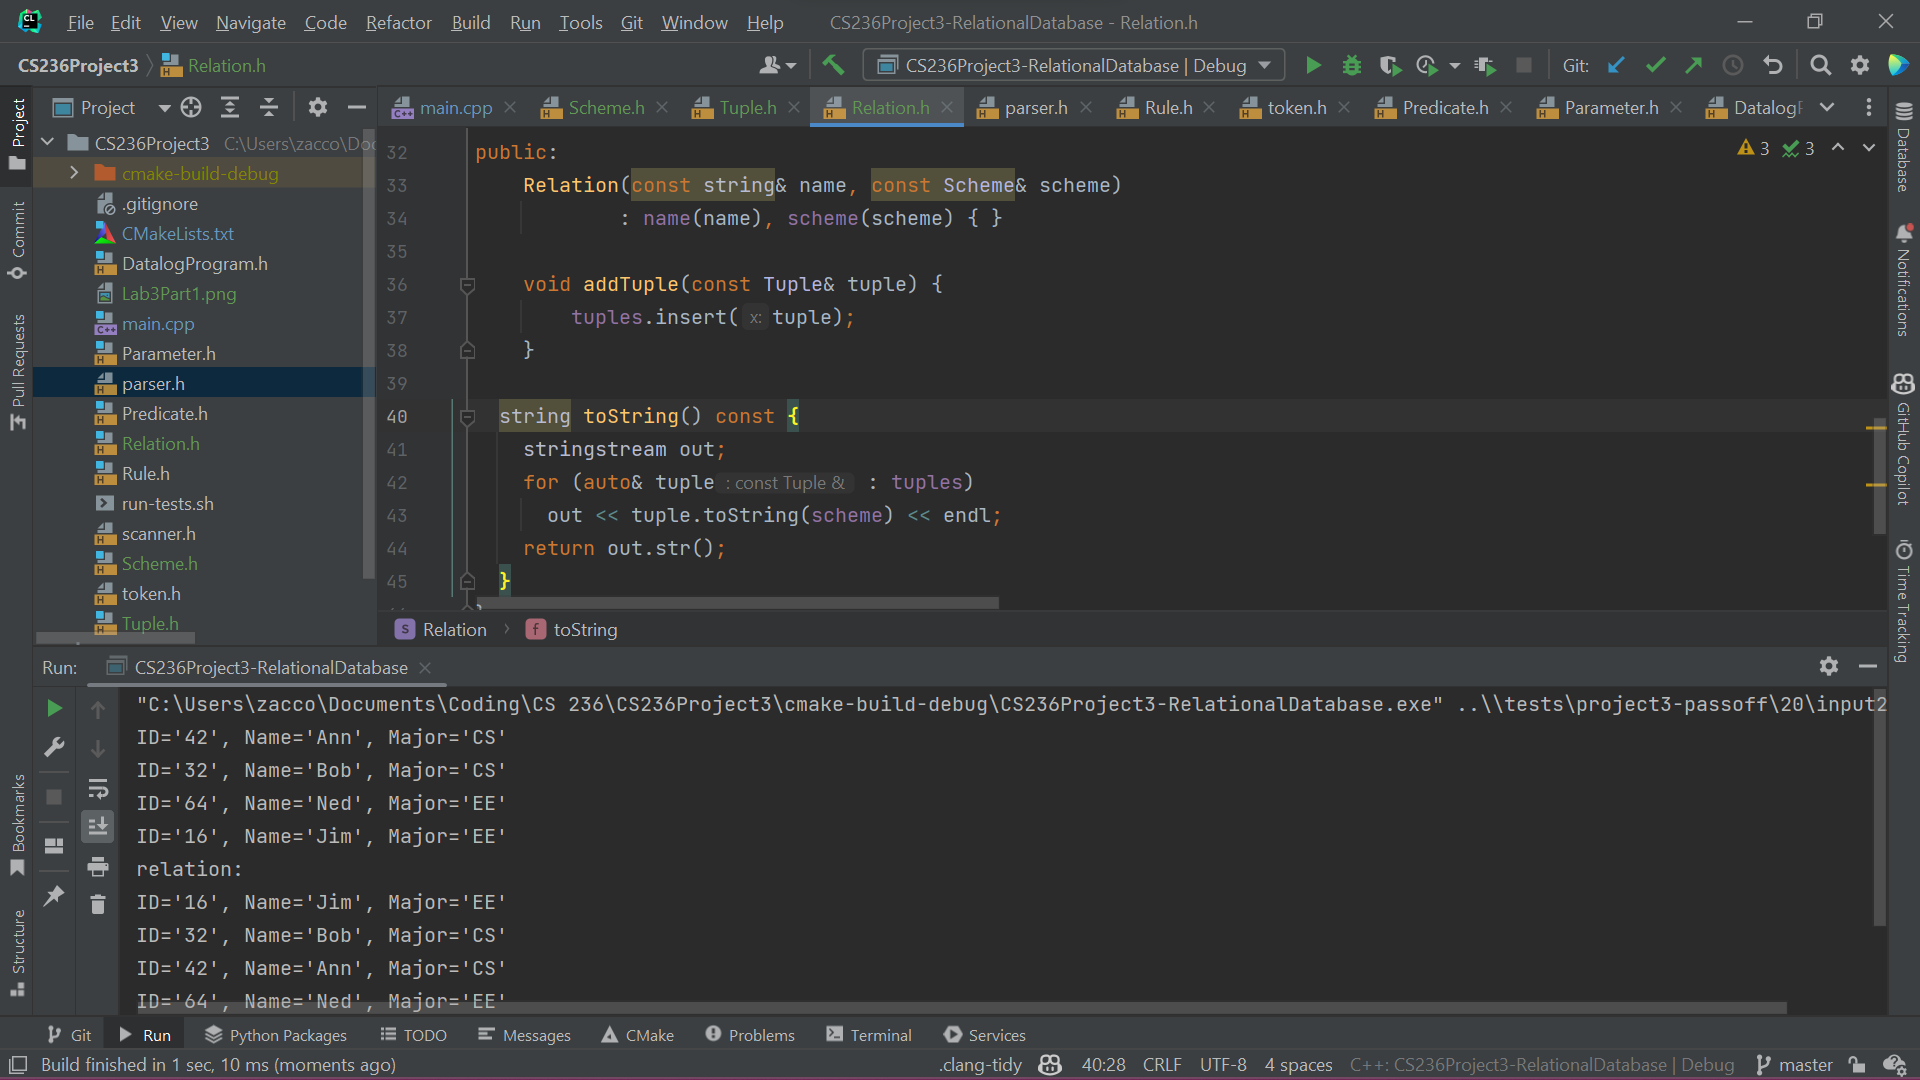 File Edit View Navigate Code Refactor Build Run Tools Git Window Help CS236Project3-RelationalDatabase - Relation.h
CS236Project3 Relation.h CS236Project3-RelationalDatabase | Debug Git:
Project main.cpp Scheme.h Tuple.h Relation.h parser.h Rule.h token.h Predicate.h Parameter.h
CS236Project3 C:\Users\zacco\Doc
cmake-build-debug
.gitignore
CMakeLists.txt
DatalogProgram.h
Lab3Part1.png
main.cpp
Parameter.h
parser.h
Predicate.h
Relation.h
Rule.h
run-tests.sh
scanner.h
Scheme.h
token.h
Tuple.h
Project
Commit
Pull Requests
Bookmarks
Structure
32 public:
33 Relation(const string& name, const Scheme& scheme)
34 : name(name), scheme(scheme) { }
35
36 void addTuple(const Tuple& tuple) {
37 tuples.insert( x: tuple);
38 }
39
40 string toString() const {
41 stringstream out;
42 for (auto& tuple : const Tuple & : tuples)
43 out << tuple.toString(scheme) << endl;
44 return out.str();
45 }
3 3
Relation toString
Database
Notifications
GitHub Copilot
Time Tracking
Run: CS236Project3-RelationalDatabase
"C:\Users\zacco\Documents\Coding\CS 236\CS236Project3\cmake-build-debug\CS236Project3-RelationalDatabase.exe" ..\\tests\project3-passoff\20\input2
ID='42', Name='Ann', Major='CS'
ID='32', Name='Bob', Major='CS'
ID='64', Name='Ned', Major='EE'
ID='16', Name='Jim', Major='EE'
relation:
ID='16', Name='Jim', Major='EE'
ID='32', Name='Bob', Major='CS'
ID='42', Name='Ann', Major='CS'
ID='64', Name='Ned', Major='EE'
Git Run Python Packages TODO Messages CMake Problems Terminal Services
Build finished in 1 sec, 10 ms (moments ago) .clang-tidy 40:28 CRLF UTF-8 4 spaces C++: CS236Project3-RelationalDatabase | Debug master